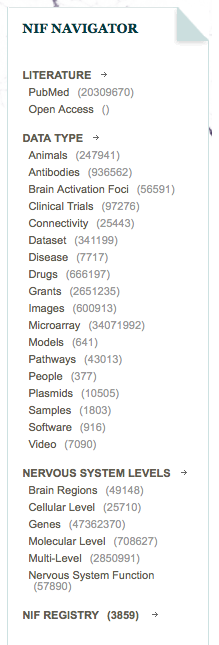 NIF NAVIGATOR
LITERATURE →
PubMed (20309670)
Open Access ()
DATA TYPE →
Animals (247941)
Antibodies (936562)
Brain Activation Foci (56591)
Clinical Trials (97276)
Connectivity (25443)
Dataset (341199)
Disease (7717)
Drugs (666197)
Grants (2651235)
Images (600913)
Microarray (34071992)
Models (641)
Pathways (43013)
People (377)
Plasmids (10505)
Samples (1803)
Software (916)
Video (7090)
NERVOUS SYSTEM LEVELS →
Brain Regions (49148)
Cellular Level (25710)
Genes (47362370)
Molecular Level (708627)
Multi-Level (2850991)
Nervous System Function
(57890)
NIF REGISTRY (3859) →